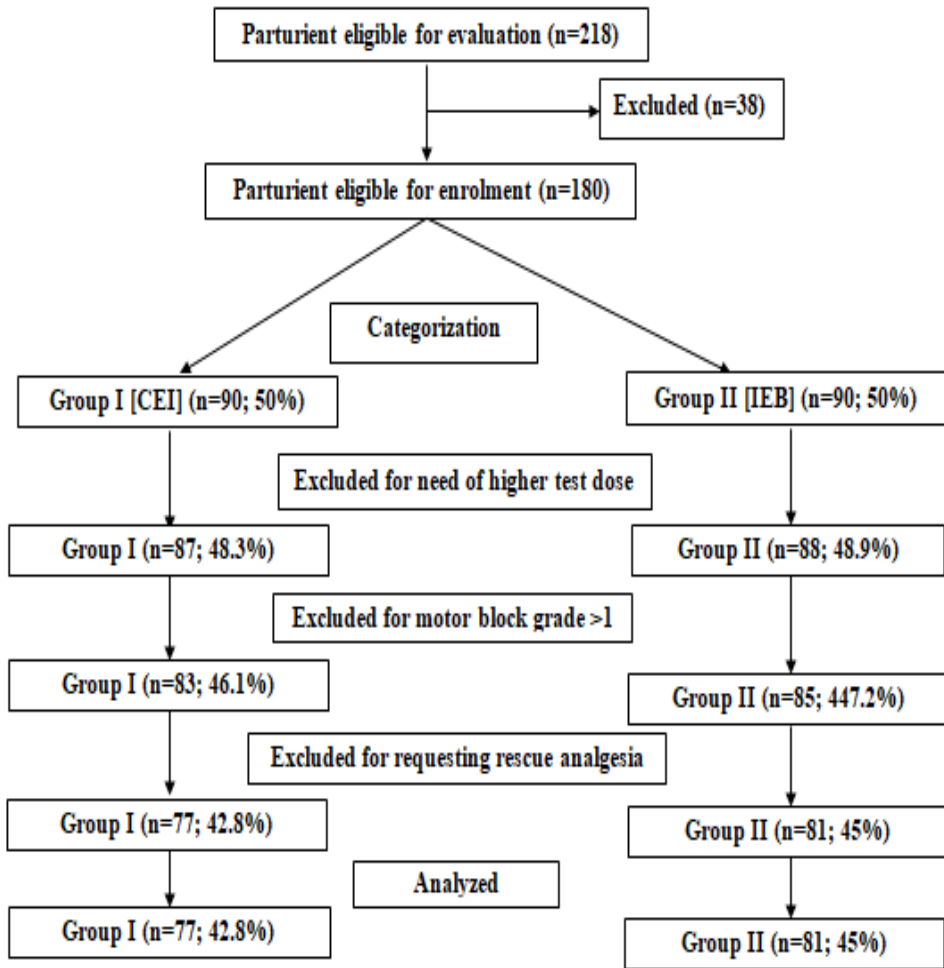 Parturient eligible for evaluation (n=218)
Excluded (n=38)
Parturient eligible for enrolment (n=180)
Categorization
Group I [CEI] (n=90; 50%)
Group II [IEB] (n=90; 50%)
Excluded for need of higher test dose
Group I (n=87; 48.3%)
Group II (n=88; 48.9%)
Excluded for motor block grade >1
Group I (n=83; 46.1%)
Group II (n=85; 447.2%)
Excluded for requesting rescue analgesia
Group I (n=77; 42.8%)
Group II (n=81; 45%)
Analyzed
Group I (n=77; 42.8%)
Group II (n=81; 45%)